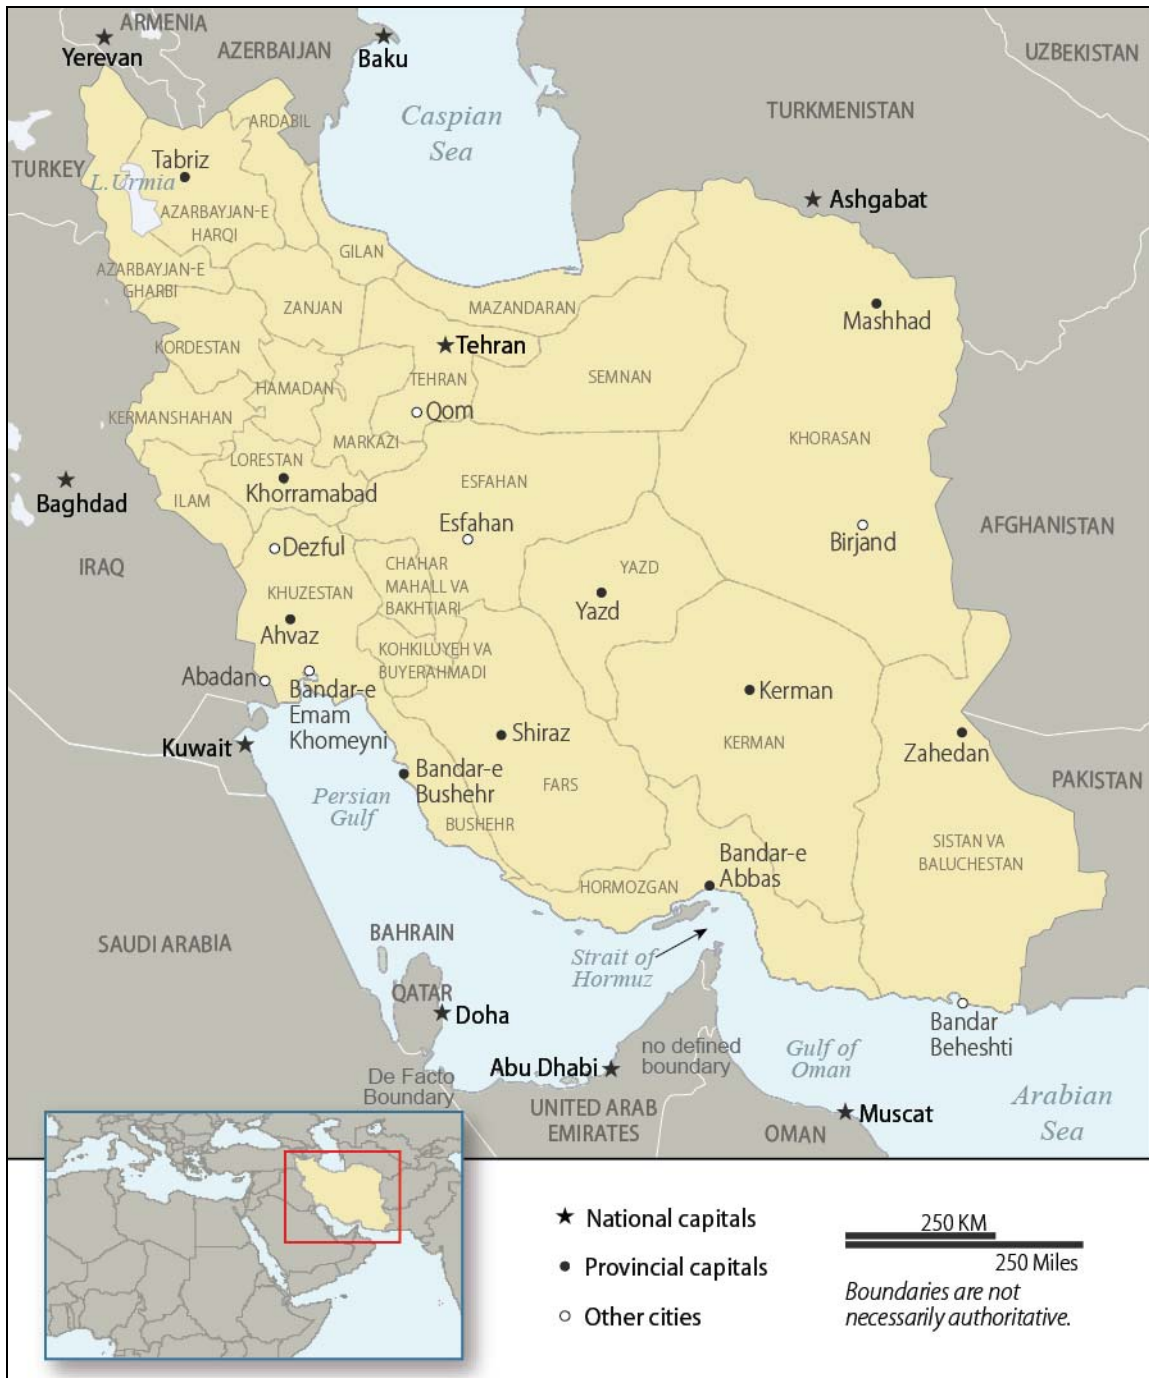 ARMENIA
Yerevan
AZERBAIJAN
Baku
UZBEKISTAN
Caspian
Sea
TURKMENISTAN
ARDABIL
TURKEY
Tabriz
L.Urmia
Ashgabat
AZARBAYJAN-E
HARQI
GILAN
AZARBAYJAN-E
GHARBI
ZANJAN
MAZANDARAN
Mashhad
KORDESTAN
Tehran
HAMADAN
TEHRAN
SEMNAN
KERMANSHAHAN
Qom
MARKAZI
KHORASAN
LORESTAN
Baghdad
ILAM
Khorramabad
ESFAHAN
Esfahan
AFGHANISTAN
Birjand
IRAQ
Dezful
CHAHAR
MAHALL VA
BAKHTIARI
YAZD
Yazd
KHUZESTAN
Ahvaz
KOHKILUYEH VA
BUYERAHMADI
Abadan
Bandar-e
Emam
Khomeyni
Kerman
KERMAN
Kuwait
Shiraz
Zahedan
Bandar-e
Bushehr
PAKISTAN
Persian
Gulf
FARS
BUSHEHR
SISTAN VA
BALUCHESTAN
Bandar-e
Abbas
HORMOZGAN
SAUDI ARABIA
BAHRAIN
Strait of
Hormuz
QATAR
Doha
Bandar
Beheshti
no defined
boundary
Gulf of
Oman
Abu Dhabi
De Facto
Boundary
Arabian
Sea
UNITED ARAB
EMIRATES
OMAN
Muscat
National capitals
Provincial capitals
Other cities
250 KM
250 Miles
Boundaries are not
necessarily authoritative.